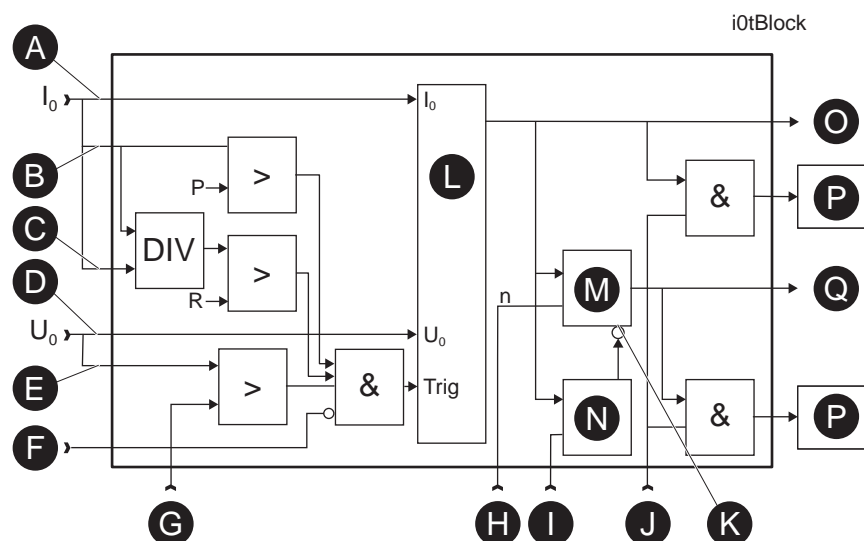 i0tBlock
A
I₀
I₀
O
B
>
P
L
&
P
C
DIV
>
D
R
n
M
Q
U₀
U₀
E
>
&
Trig
N
&
P
F
G
H
I
J
K